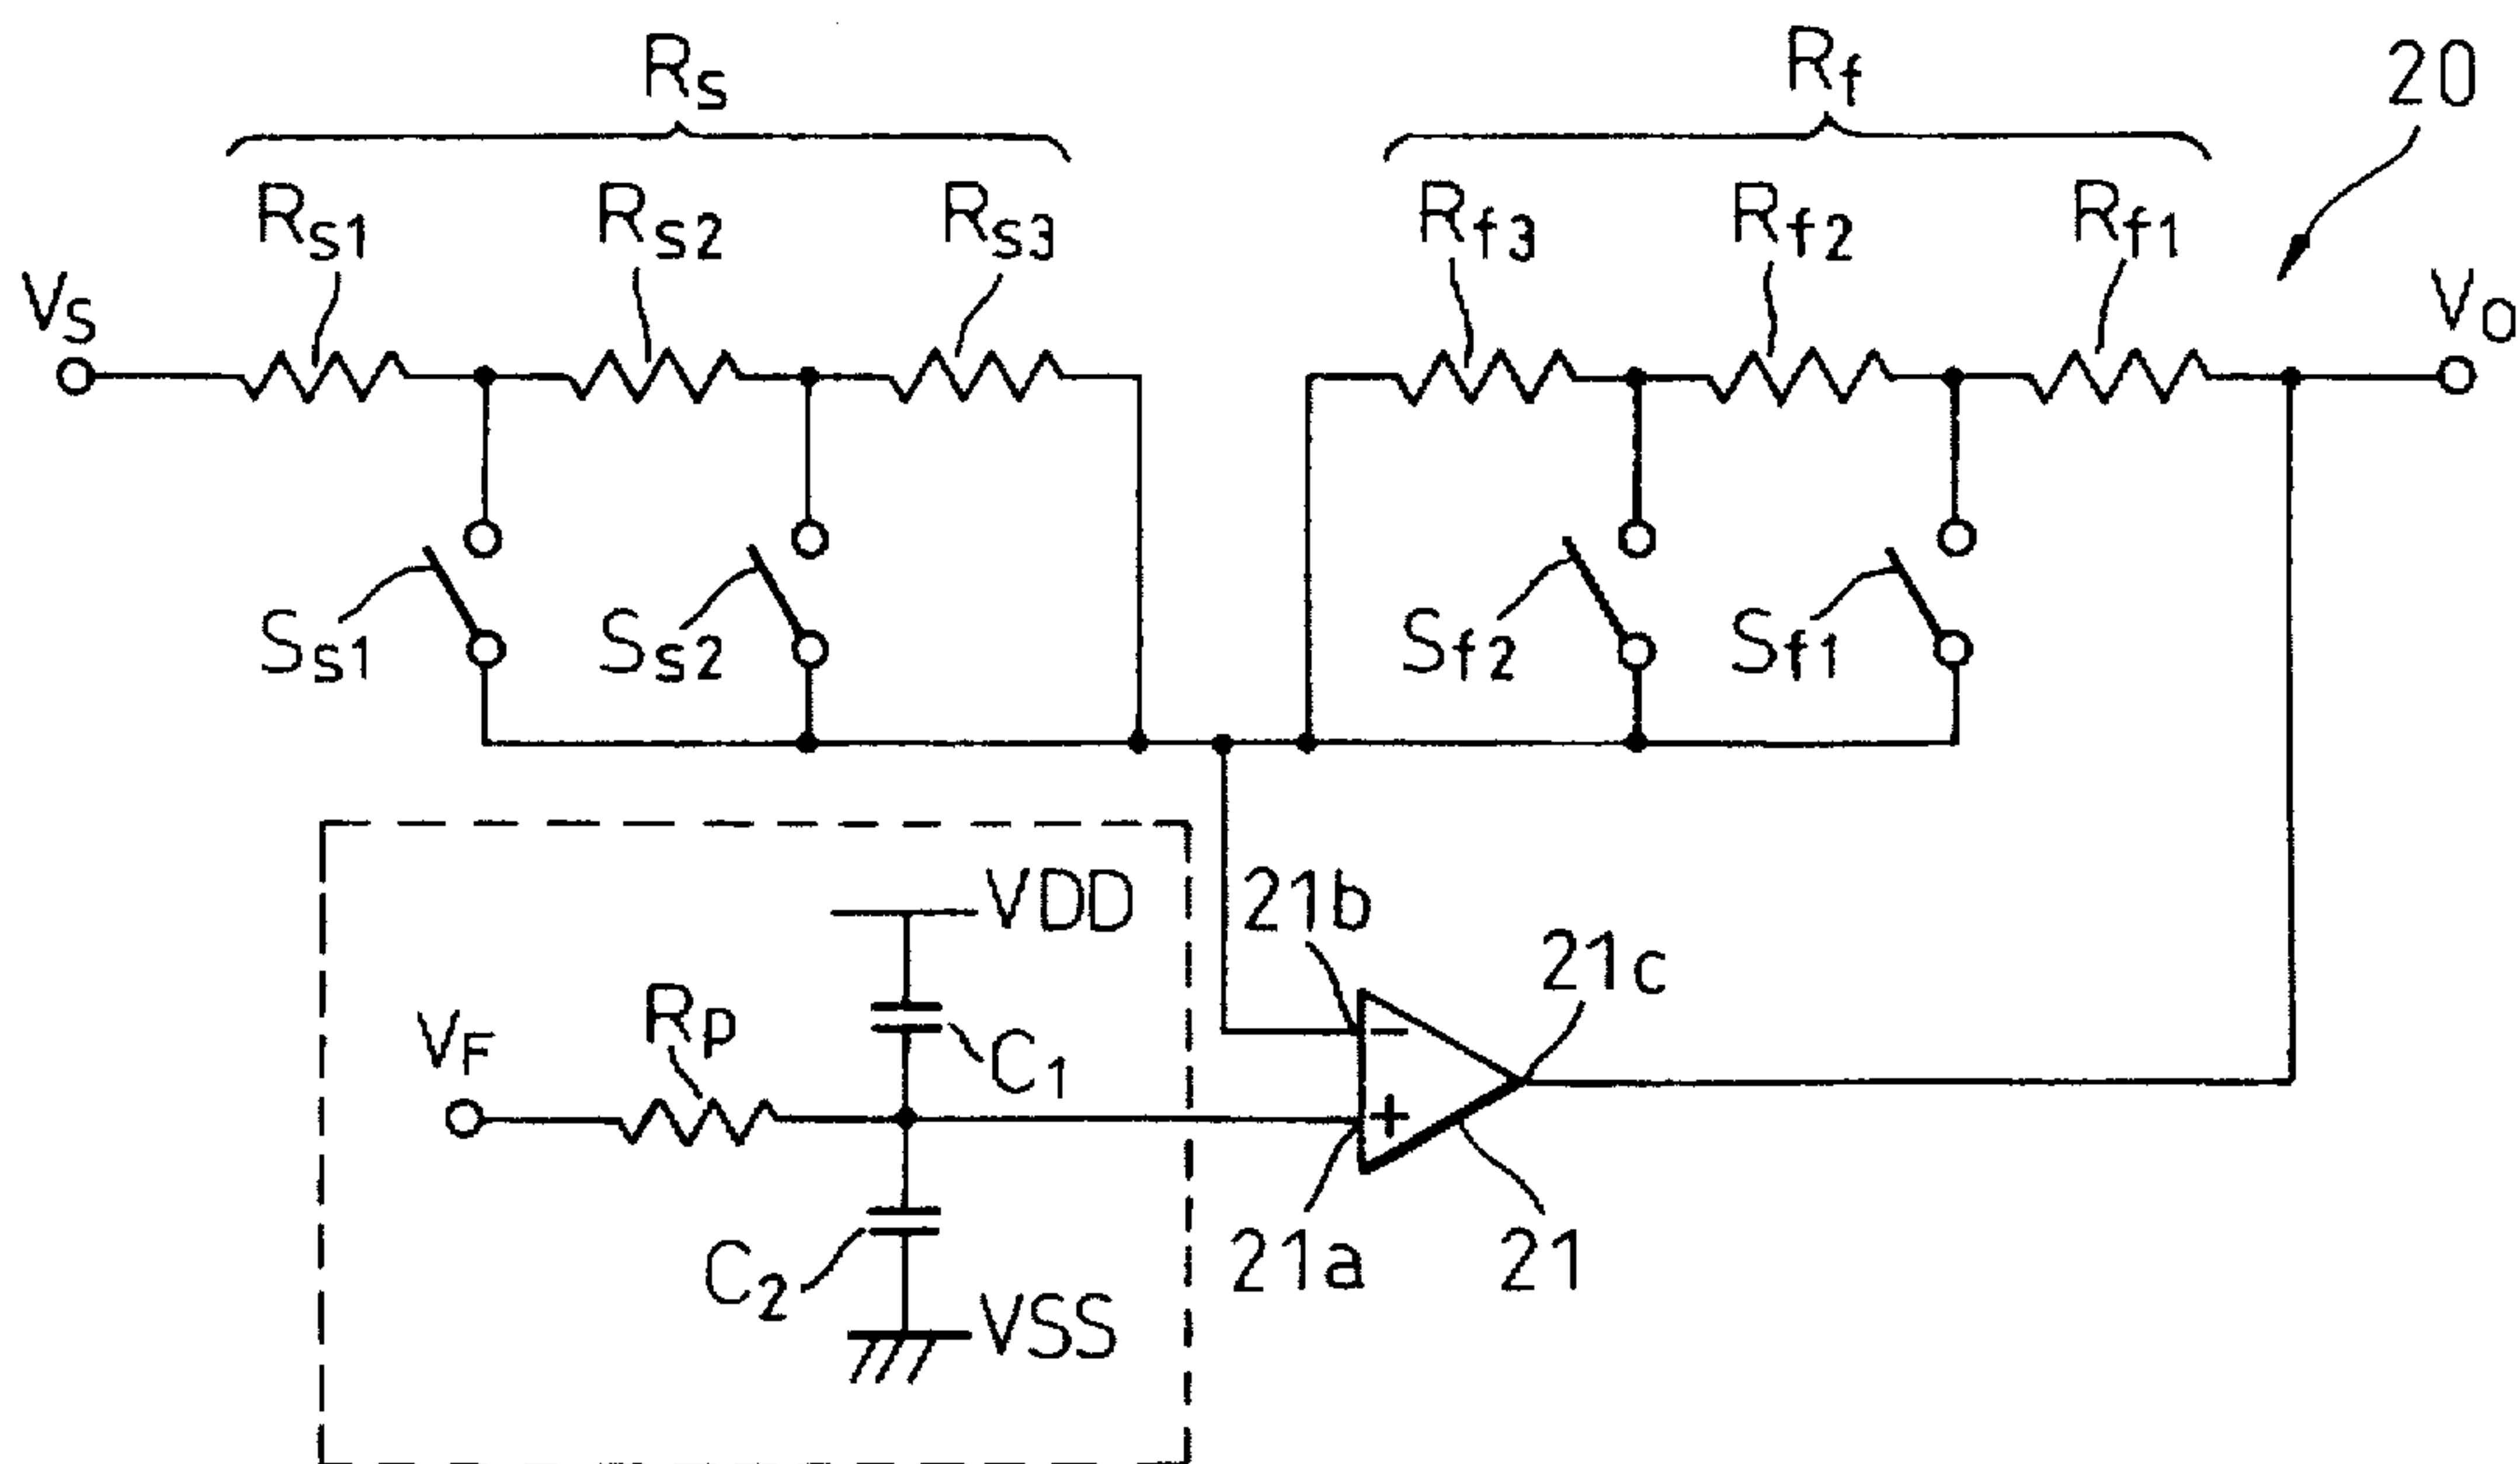 Rs
Rf
20
Rs1
Rs2
Rs3
Rf3
Rf2
Rf1
VS
VO
Ss1
Ss2
Sf2
Sf1
VDD
21b
21c
VF
Rp
C1
+
C2
21a
21
VSS